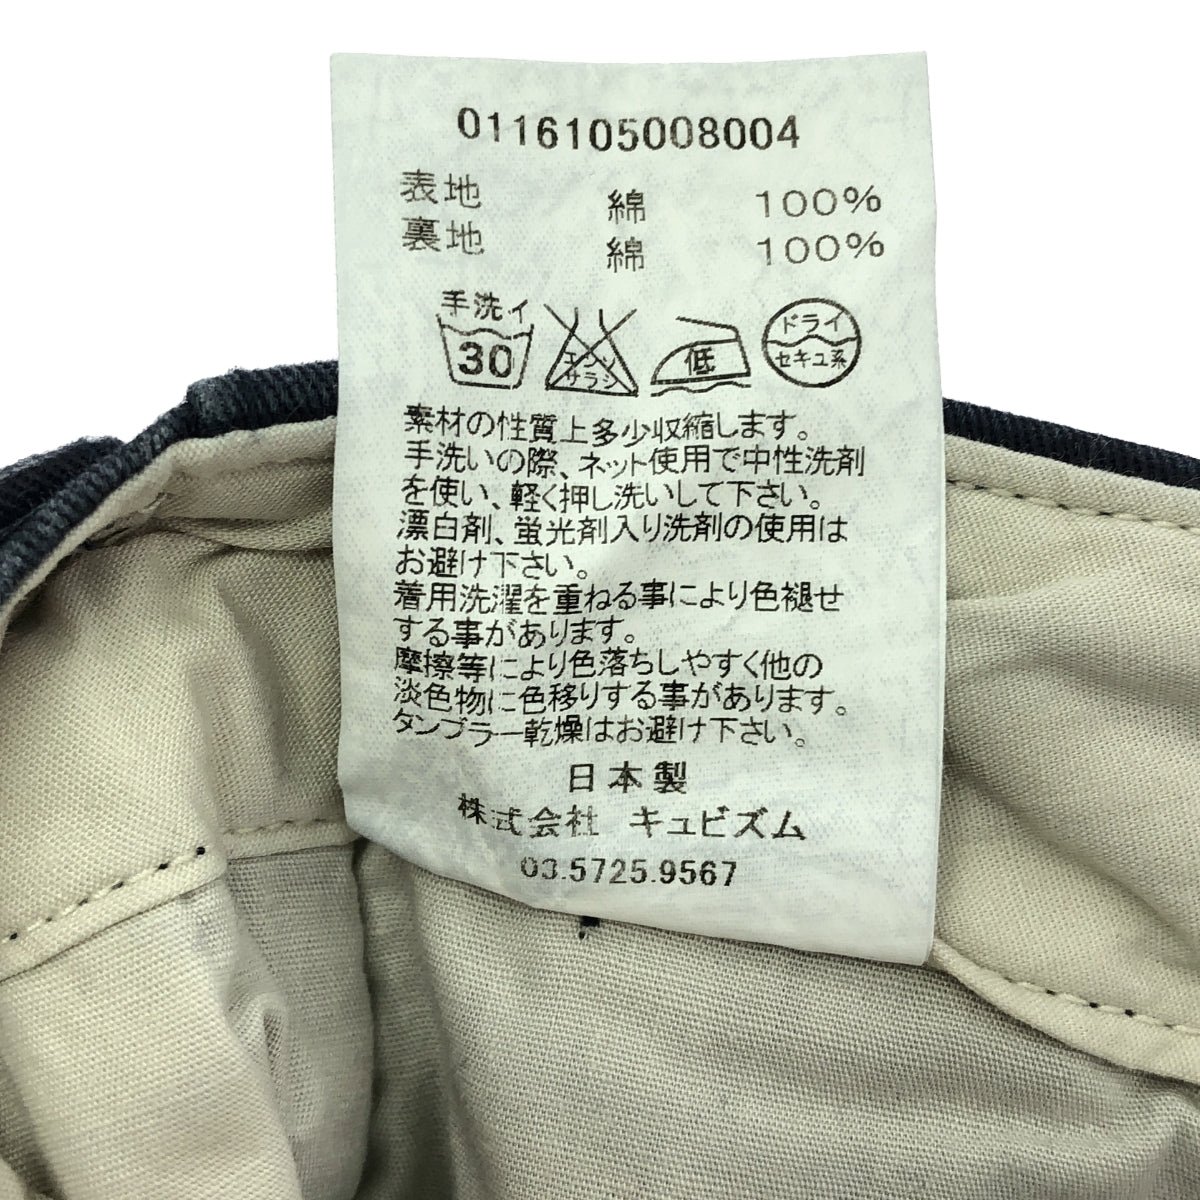 0116105008004
表地 綿 100%
裏地 綿 100%
手洗イ
30
エンソ
サラシ
低
ドライ
セキユ系
素材の性質上多少収縮します。
手洗いの際、ネット使用で中性洗剤
を使い、軽く押し洗いして下さい。
漂白剤、蛍光剤入り洗剤の使用は
お避け下さい。
着用洗濯を重ねる事により色褪せ
する事があります。
摩擦等により色落ちしやすく他の
淡色物に色移りする事があります。
タンブラー乾燥はお避け下さい。
日本製
株式会社 キュビズム
03.5725.9567